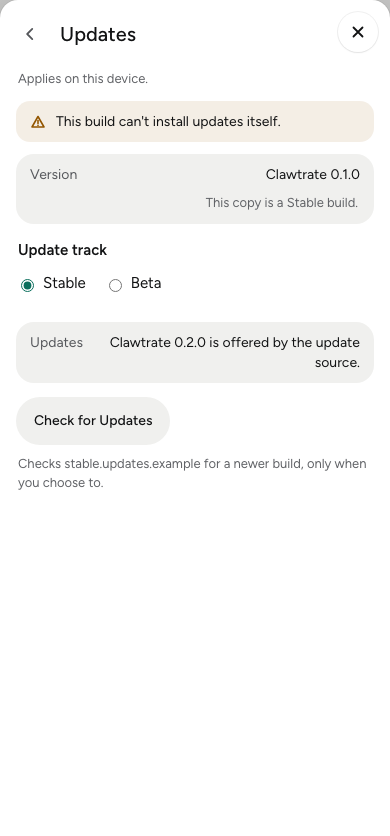 Updates
Applies on this device.
This build can't install updates itself.
Version
Clawtrate 0.1.0
This copy is a Stable build.
Update track
Stable
Beta
Updates
Clawtrate 0.2.0 is offered by the update
source.
Check for Updates
Checks stable.updates.example for a newer build, only when
you choose to.